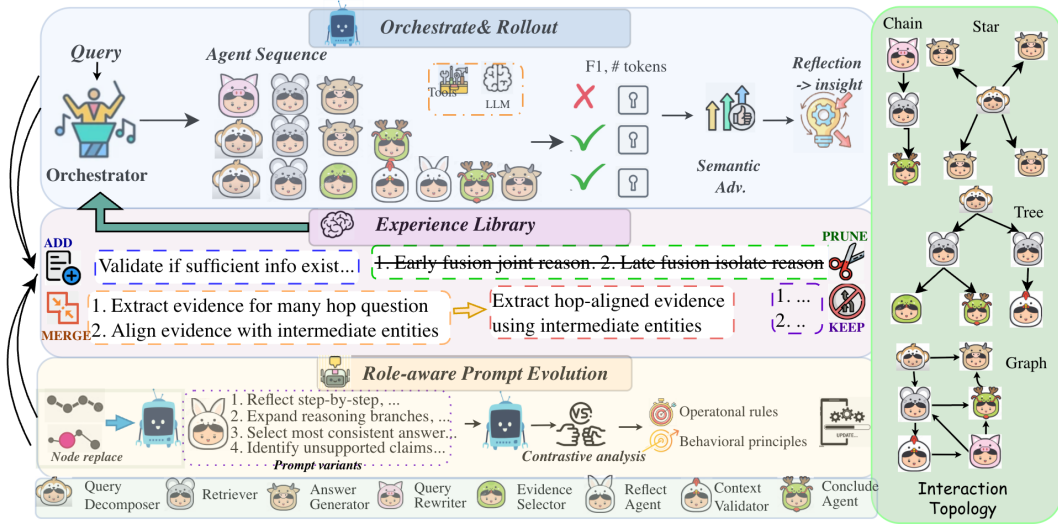 Orchestrate& Rollout
Query
Orchestrator
Agent Sequence
Tools
LLM
F1, # tokens
Semantic
Adv.
Reflection
-> insight
Experience Library
ADD
Validate if sufficient info exist...
1. Early fusion joint reason. 2. Late fusion isolate reason
PRUNE
MERGE
1. Extract evidence for many hop question
2. Align evidence with intermediate entities
Extract hop-aligned evidence
using intermediate entities
1. ...
2. ..
KEEP
Role-aware Prompt Evolution
Node replace
1. Reflect step-by-step, ...
2. Expand reasoning branches, ...
3. Select most consistent answer...
4. Identify unsupported claims...
Prompt variants
VS
Contrastive analysis
Operatonal rules
Behavioral principles
UPDATE...
Query
Decomposer
Retriever
Answer
Generator
Query
Rewriter
Evidence
Selector
Reflect
Agent
Context
Validator
Conclude
Agent
Chain
Star
Tree
Graph
Interaction
Topology